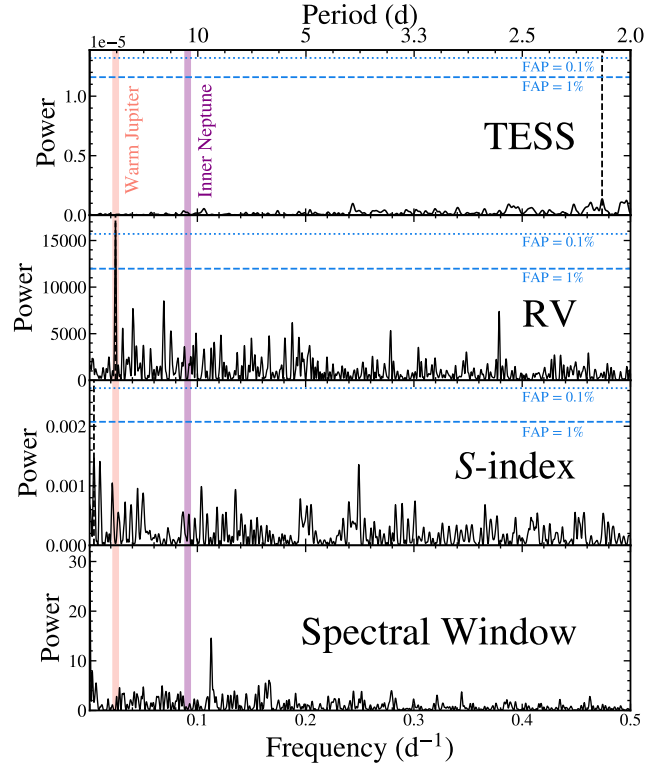 Period (d)
1e−5
10
5
3.3
2.5
2.0
Power
1.0
0.5
0.0
Warm Jupiter
Inner Neptune
FAP = 0.1%
FAP = 1%
TESS
Power
15000
10000
5000
0
FAP = 0.1%
FAP = 1%
RV
Power
0.002
0.001
0.000
FAP = 0.1%
FAP = 1%
S-index
Power
30
20
10
0
Spectral Window
0.1
0.2
0.3
0.4
0.5
Frequency (d⁻¹)